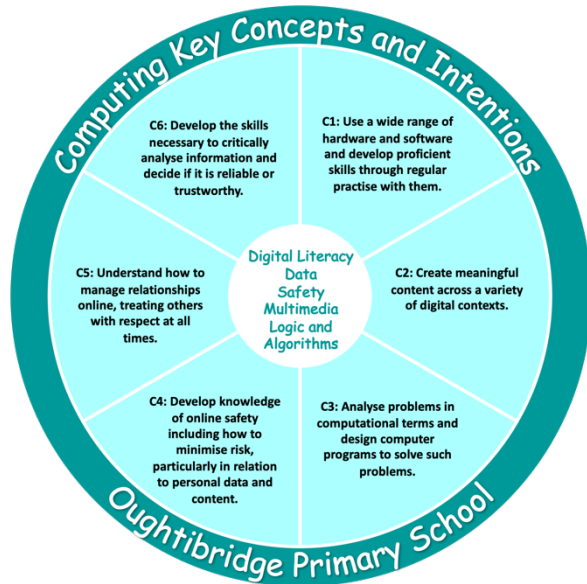 Computing Key Concepts and Intentions
C6: Develop the skills
necessary to critically
analyse information and
decide if it is reliable or
trustworthy.
C1: Use a wide range of
hardware and software
and develop proficient
skills through regular
practise with them.
C5: Understand how to
manage relationships
online, treating others
with respect at all
times.
Digital Literacy
Data
Safety
Multimedia
Logic and
Algorithms
C2: Create meaningful
content across a variety
of digital contexts.
C4: Develop knowledge
of online safety
including how to
minimise risk,
particularly in relation
to personal data and
content.
C3: Analyse problems in
computational terms and
design computer
programs to solve such
problems.
Oughtibridge Primary School